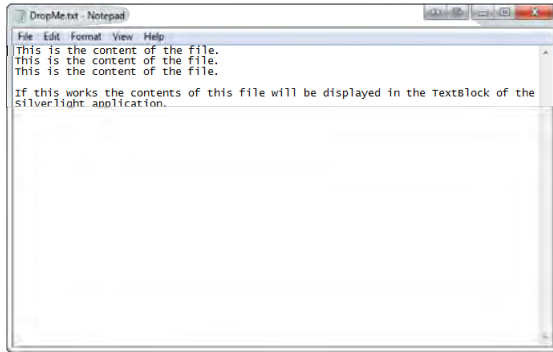 DropMe.txt - Notepad
File Edit Format View Help
This is the content of the file.
This is the content of the file.
This is the content of the file.
If this works the contents of this file will be displayed in the TextBlock of the
Silverlight application.